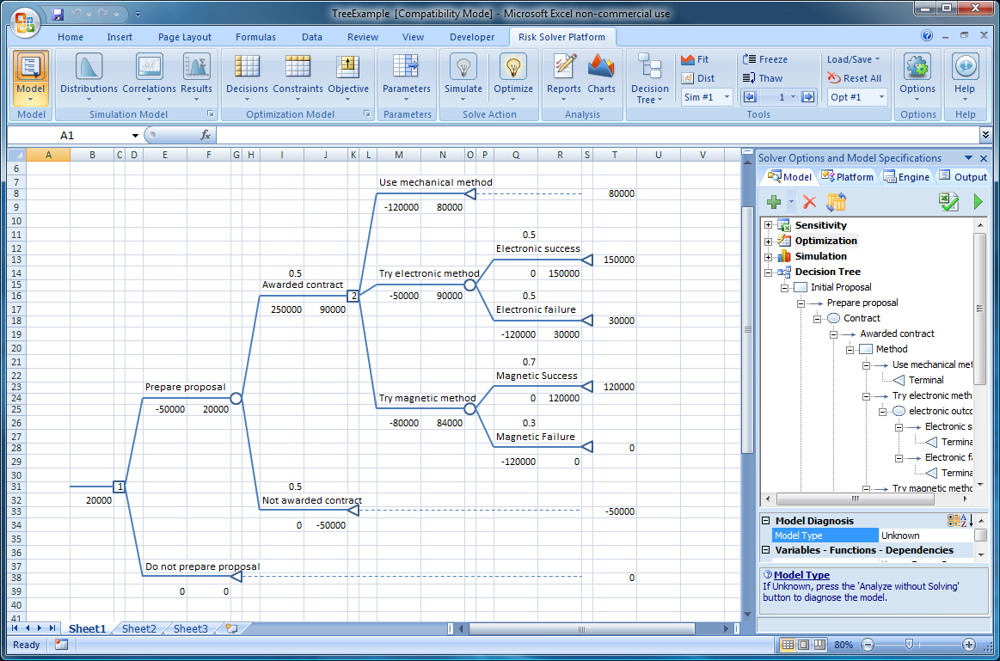 TreeExample [Compatibility Mode] - Microsoft Excel non-commercial use
Home Insert Page Layout Formulas Data Review View Developer Risk Solver Platform
Model Distributions Correlations Results Decisions Constraints Objective Parameters Simulate Optimize Reports Charts Decision Tree
Fit Freeze Load/Save
Dist Thaw Reset All
Sim #1 1 Opt #1
Options Help
Model Simulation Model Optimization Model Parameters Solve Action Analysis Tools Options Help
A1 fx
A B C D E F G H I J K L M N O P Q R S T U V
6
7 Use mechanical method
8 80000
9 -120000 80000
10
11 0.5
12 Electronic success
13 150000
14 0.5 Try electronic method 0 150000
15 Awarded contract
16 2 -50000 90000 0.5
17 250000 90000 Electronic failure
18 30000
19 -120000 30000
20
21 0.7
22 Magnetic Success
23 Prepare proposal 120000
24 Try magnetic method 0 120000
25 -50000 20000
26 -80000 84000 0.3
27 Magnetic Failure
28 0
29 -120000 0
30
31 1 0.5
32 20000 Not awarded contract
33 -50000
34 0 -50000
35
36
37 Do not prepare proposal
38 0
39 0 0
40
41
Sheet1 Sheet2 Sheet3
Ready 80%
Solver Options and Model Specifications
Model Platform Engine Output
Sensitivity
Optimization
Simulation
Decision Tree
Initial Proposal
Prepare proposal
Contract
Awarded contract
Method
Use mechanical met
Terminal
Try electronic meth
electronic outco
Electronic s
Termina
Electronic fa
Termina
Try magnetic metho
Model Diagnosis
Model Type Unknown
Variables - Functions - Dependencies
Model Type
If Unknown, press the 'Analyze without Solving'
button to diagnose the model.